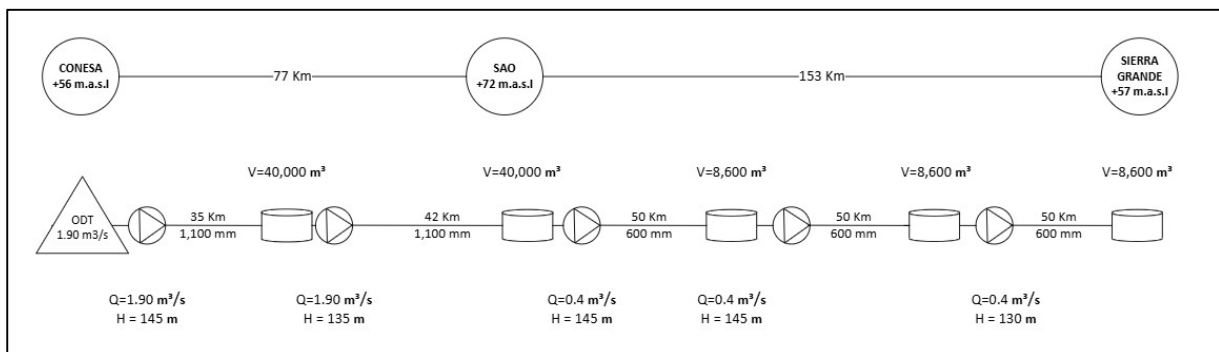 CONESA
+56 m.a.s.l
77 Km
SAO
+72 m.a.s.l
153 Km
SIERRA
GRANDE
+57 m.a.s.l
V=40,000 m³
V=40,000 m³
V=8,600 m³
V=8,600 m³
V=8,600 m³
ODT
1.90 m3/s
35 Km
1,100 mm
42 Km
1,100 mm
50 Km
600 mm
50 Km
600 mm
50 Km
600 mm
Q=1.90 m³/s
H = 145 m
Q=1.90 m³/s
H = 135 m
Q=0.4 m³/s
H = 145 m
Q=0.4 m³/s
H = 145 m
Q=0.4 m³/s
H = 130 m